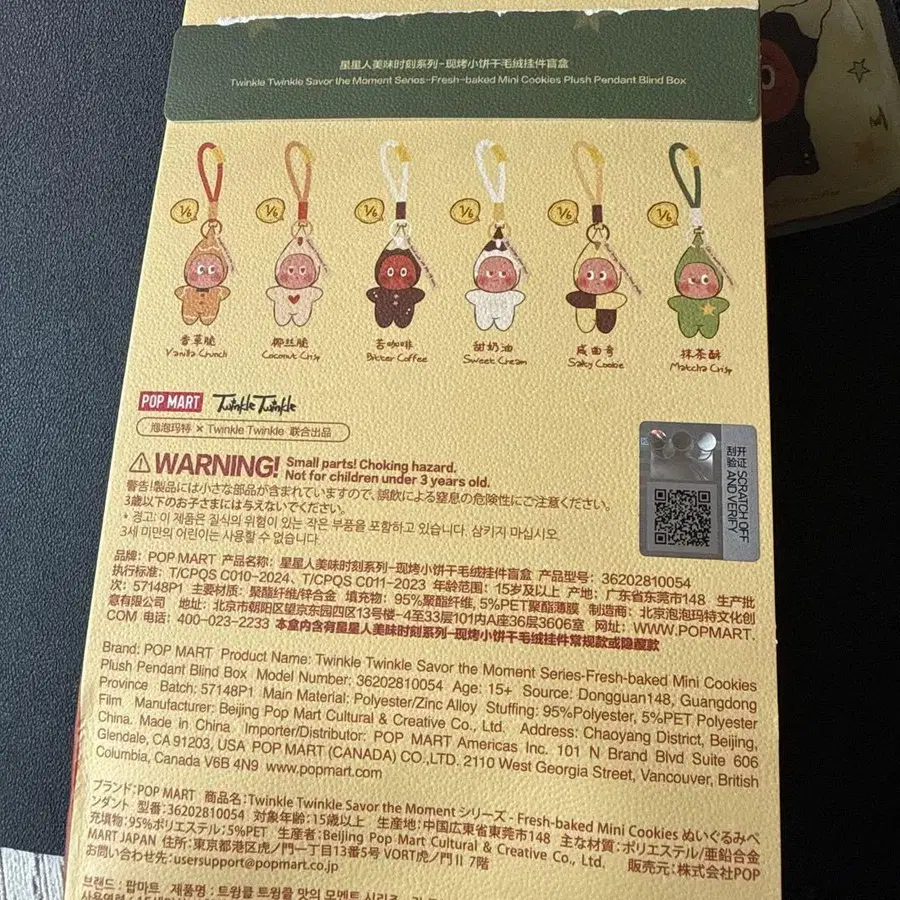 星星人美味时刻系列-现烤小饼干毛绒挂件盲盒
Twinkle Twinkle Savor the Moment Series-Fresh-baked Mini Cookies Plush Pendant Blind Box
1/6 1/6 1/6 1/6 1/6 1/6
香草脆 椰丝脆 苦咖啡 甜奶油 咸曲奇 抹茶酥
Vanilla Crunch Coconut Crisp Bitter Coffee Sweet Cream Salty Cookie Matcha Crisp
POP MART Twinkle Twinkle
泡泡玛特 × Twinkle Twinkle 联合出品
开证 SCRATCH OFF
刮验 AND VERIFY
WARNING! Small parts! Choking hazard.
Not for children under 3 years old.
警告!製品には小さな部品が含まれていますので、誤飲による窒息の危険性にご注意ください。
3歳以下のお子さまには与えないでください。
* 경고: 이 제품은 질식의 위험이 있는 작은 부품을 포함하고 있습니다. 삼키지 마십시오.
3세 미만의 어린이는 사용할 수 없습니다.
品牌：POP MART 产品名称：星星人美味时刻系列-现烤小饼干毛绒挂件盲盒 产品型号：36202810054
执行标准：T/CPQS C010-2024、T/CPQS C011-2023 年龄范围：15岁及以上 产地：广东省东莞市148 生产批
次：57148P1 主要材质：聚酯纤维/锌合金 填充物：95%聚酯纤维, 5%PET聚酯薄膜 制造商：北京泡泡玛特文化创
意有限公司 地址：北京市朝阳区望京东园四区13号楼-4至33层101内A座36层3606室 网址：WWW.POPMART.
COM 电话：400-023-2233 本盒内含有星星人美味时刻系列-现烤小饼干毛绒挂件常规款或隐藏款
Brand: POP MART Product Name: Twinkle Twinkle Savor the Moment Series-Fresh-baked Mini Cookies
Plush Pendant Blind Box Model Number: 36202810054 Age: 15+ Source: Dongguan148, Guangdong
Province Batch: 57148P1 Main Material: Polyester/Zinc Alloy Stuffing: 95%Polyester, 5%PET Polyester
Film Manufacturer: Beijing Pop Mart Cultural & Creative Co., Ltd. Address: Chaoyang District, Beijing,
China. Made in China Importer/Distributor: POP MART Americas Inc. 101 N Brand Blvd Suite 606
Glendale, CA 91203, USA POP MART (CANADA) CO.,LTD. 2110 West Georgia Street, Vancouver, British
Columbia, Canada V6B 4N9 www.popmart.com
ブランド:POP MART 商品名:Twinkle Twinkle Savor the Moment シリーズ - Fresh-baked Mini Cookies ぬいぐるみペ
ンダント 型番:36202810054 対象年齢:15歳以上 生産地:中国広東省東莞市148 主な材質:ポリエステル/亜鉛合金
充填物:95%ポリエステル;5%PET 生産者:Beijing Pop Mart Cultural & Creative Co., Ltd. 販売元:株式会社POP
MART JAPAN 住所:東京都港区虎ノ門一丁目13番5号 VORT虎ノ門II 7階
お問い合わせ先:usersupport@popmart.co.jp
브랜드 : 팝마트 제품명 : 트윙클 트윙클 맛의 모멘트 시리즈